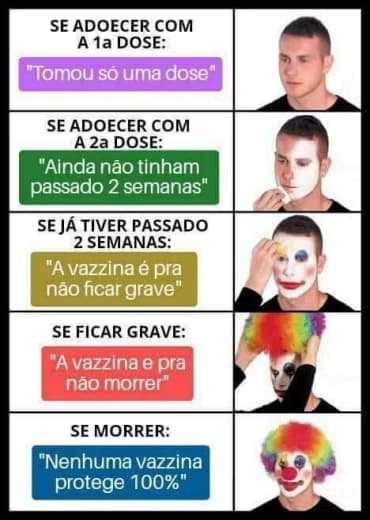 SE ADOECER COM
A 1a DOSE:
"Tomou só uma dose"
SE ADOECER COM
A 2a DOSE:
"Ainda não tinham
passado 2 semanas"
SE JÁ TIVER PASSADO
2 SEMANAS:
"A vazzina é pra
não ficar grave"
SE FICAR GRAVE:
"A vazzina e pra
não morrer"
SE MORRER:
"Nenhuma vazzina
protege 100%"